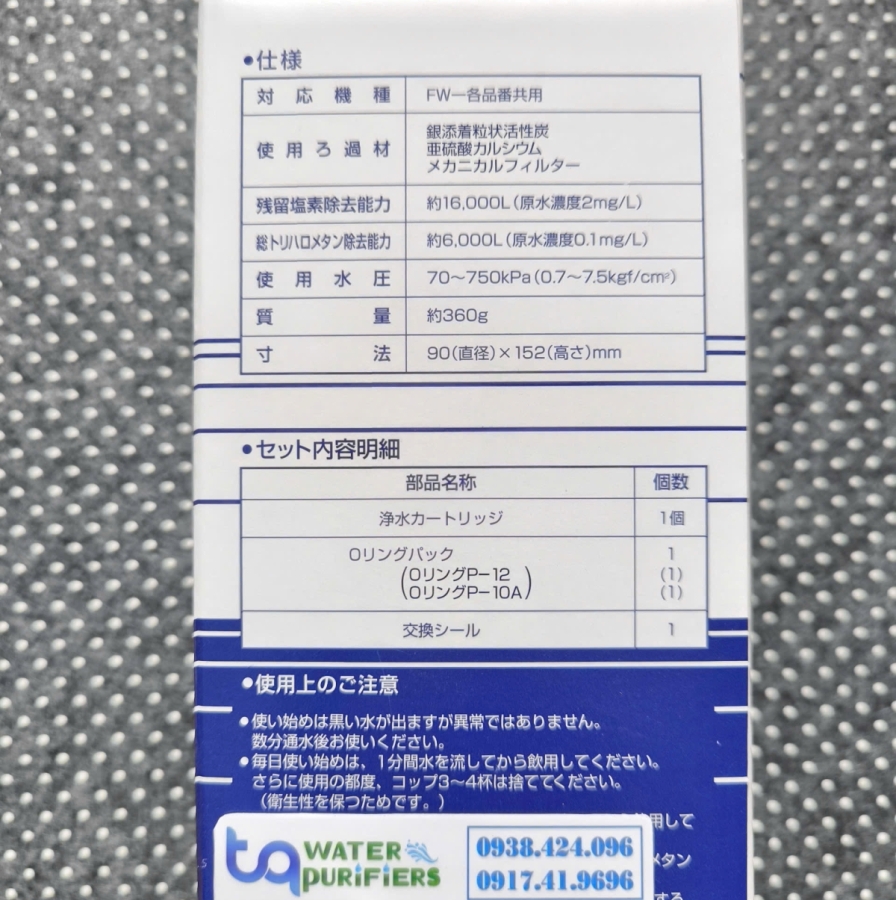 ●仕様
対応機種 FW-各品番共用
使用ろ過材 銀添着粒状活性炭
亜硫酸カルシウム
メカニカルフィルター
残留塩素除去能力 約16,000L(原水濃度2mg/L)
総トリハロメタン除去能力 約6,000L(原水濃度0.1mg/L)
使用水圧 70〜750kPa(0.7〜7.5kgf/cm²)
質量 約360g
寸法 90(直径)×152(高さ)mm
●セット内容明細
部品名称 個数
浄水カートリッジ 1個
Oリングパック 1
(OリングP-12 (1)
OリングP-10A) (1)
交換シール 1
●使用上のご注意
●使い始めは黒い水が出ますが異常ではありません。
数分通水後お使いください。
●毎日使い始めは、1分間水を流してから飲用してください。
さらに使用の都度、コップ3〜4杯は捨ててください。
(衛生性を保つためです。)
用して
メタン
する
tq WATER PURIFIERS
0938.424.096
0917.41.9696